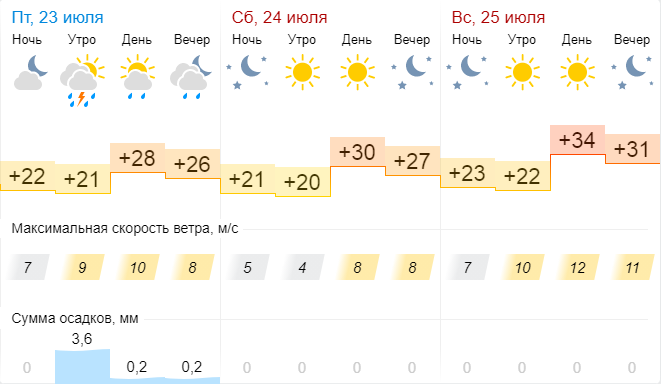 Пт, 23 июля Сб, 24 июля Вс, 25 июля
Ночь Утро День Вечер Ночь Утро День Вечер Ночь Утро День Вечер
+22 +21 +28 +26 +21 +20 +30 +27 +23 +22 +34 +31
Максимальная скорость ветра, м/с
7 9 10 8 5 4 8 8 7 10 12 11
Сумма осадков, мм
0 3,6 0,2 0,2 0 0 0 0 0 0 0 0